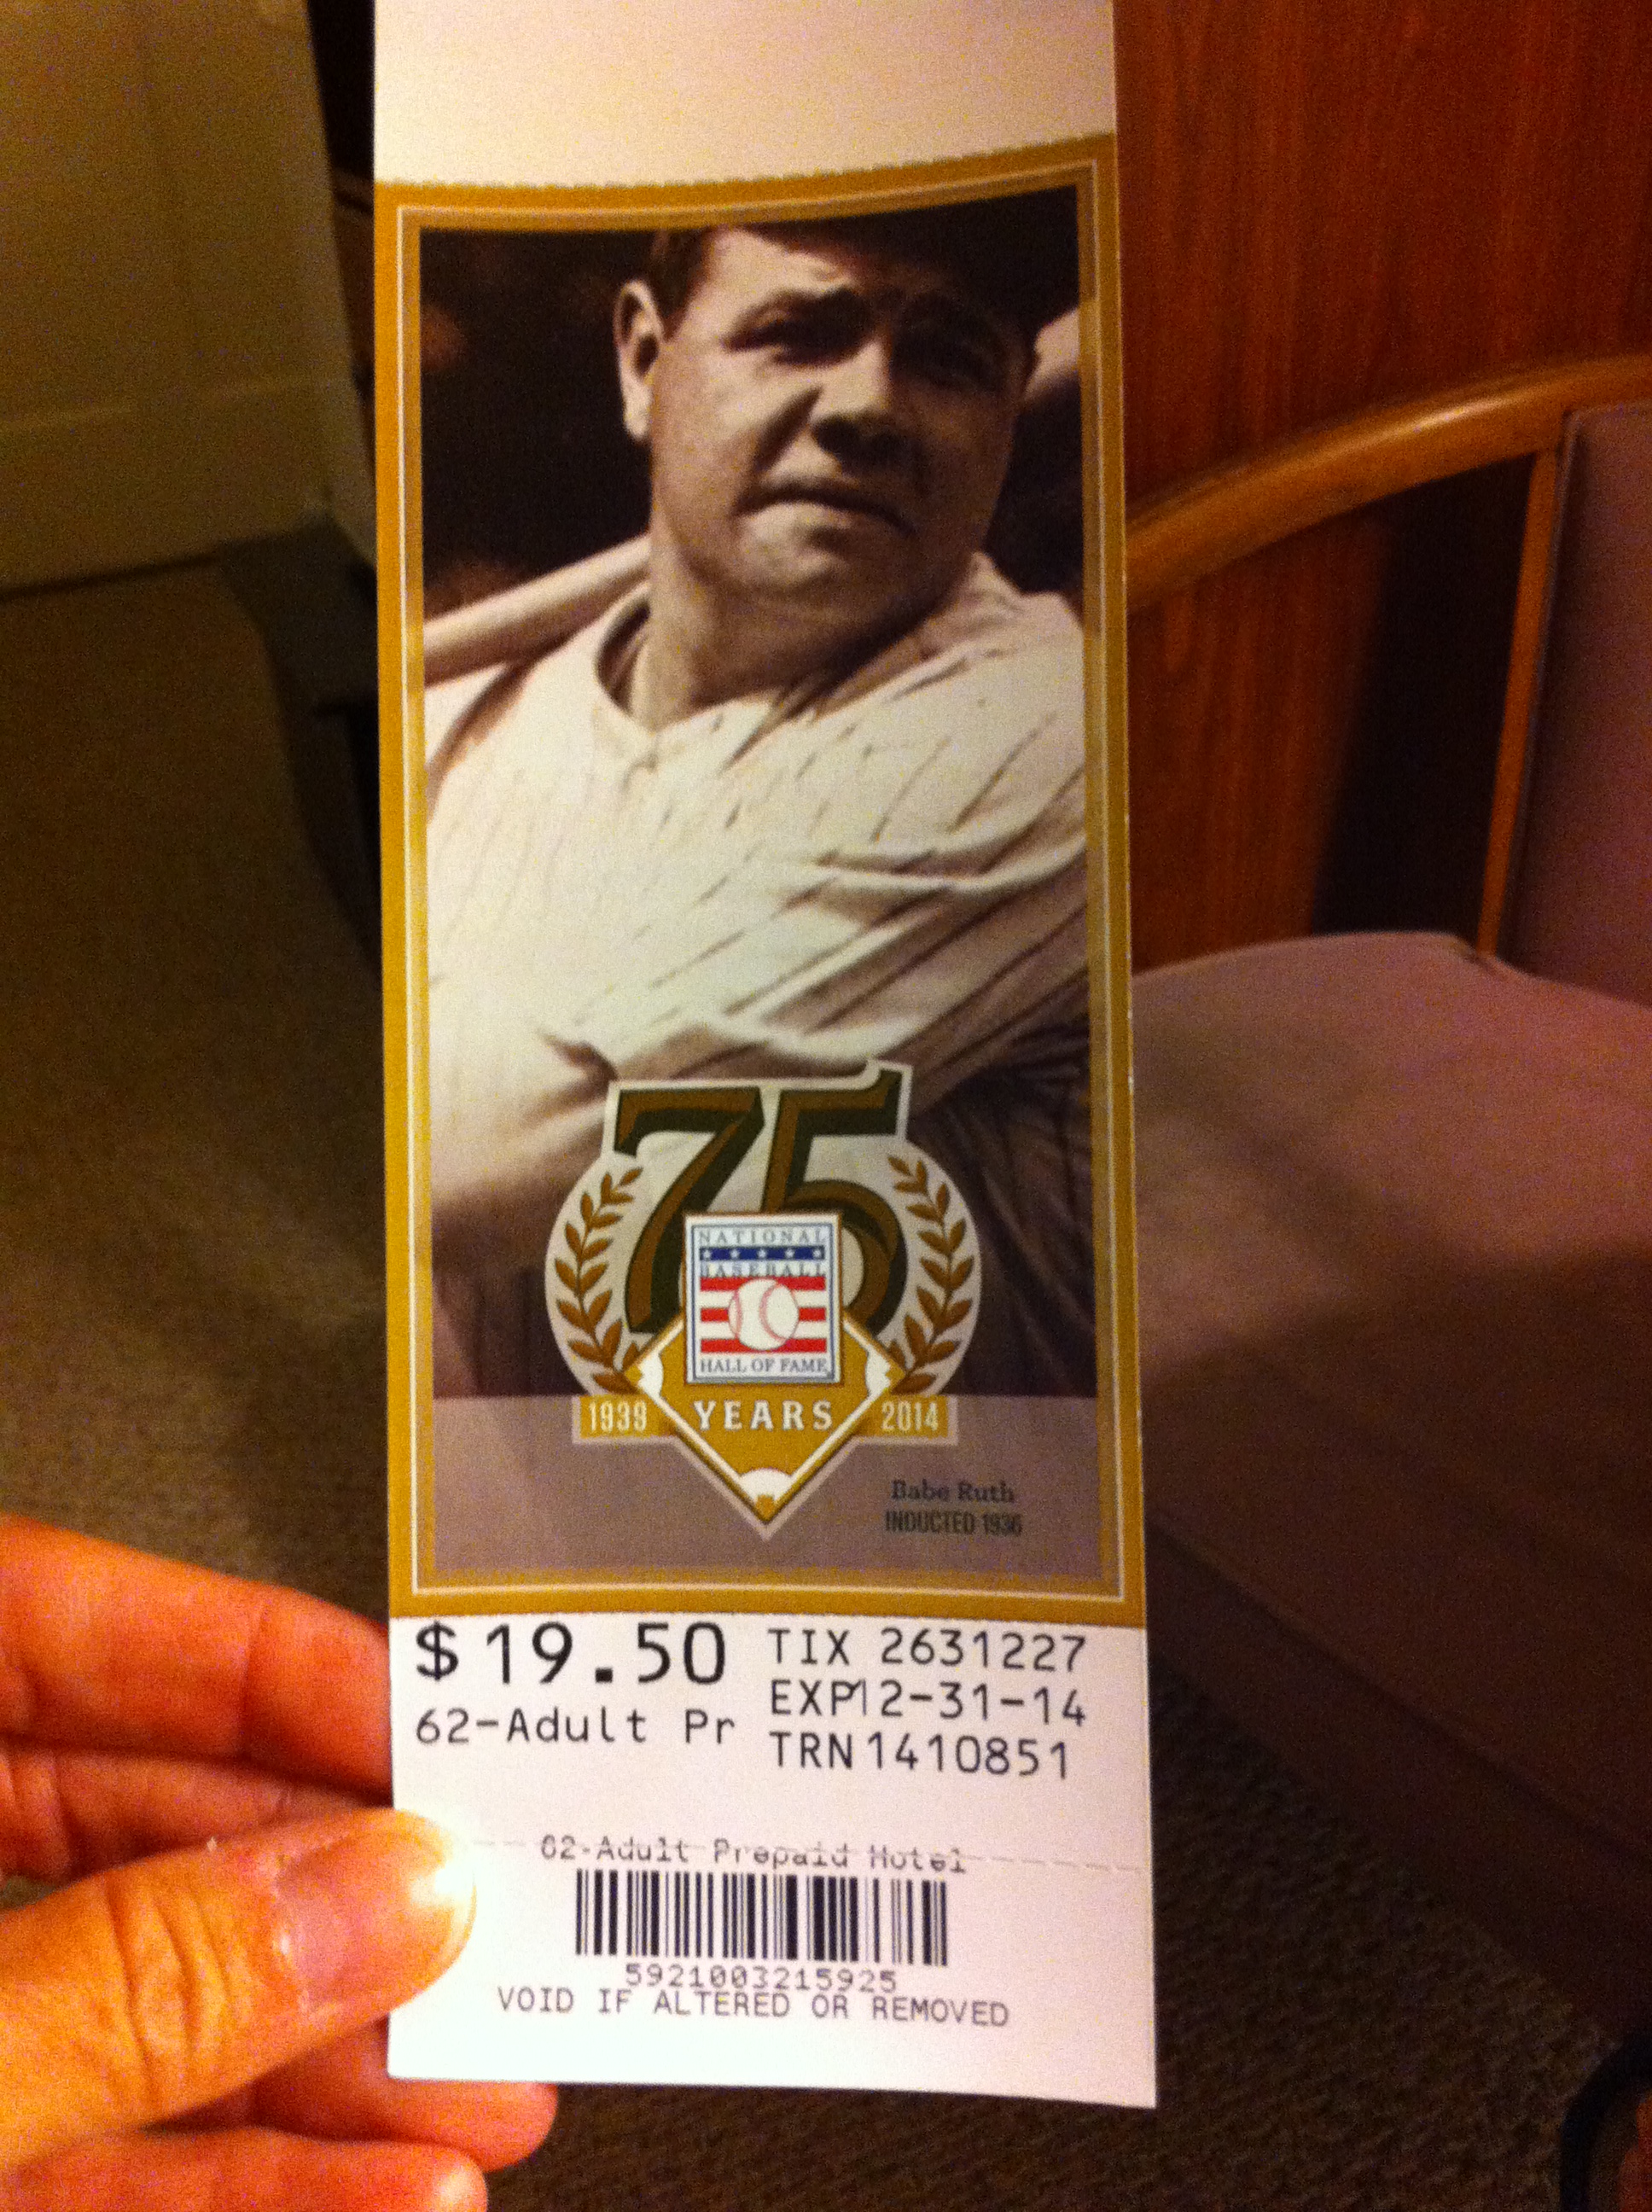 75
NATIONAL
BASEBALL
HALL OF FAME
1939 YEARS 2014
Babe Ruth
INDUCTED 1936
$19.50
62-Adult Pr
TIX 2631227
EXP12-31-14
TRN1410851
62-Adult Prepaid Hotel
5921003215925
VOID IF ALTERED OR REMOVED